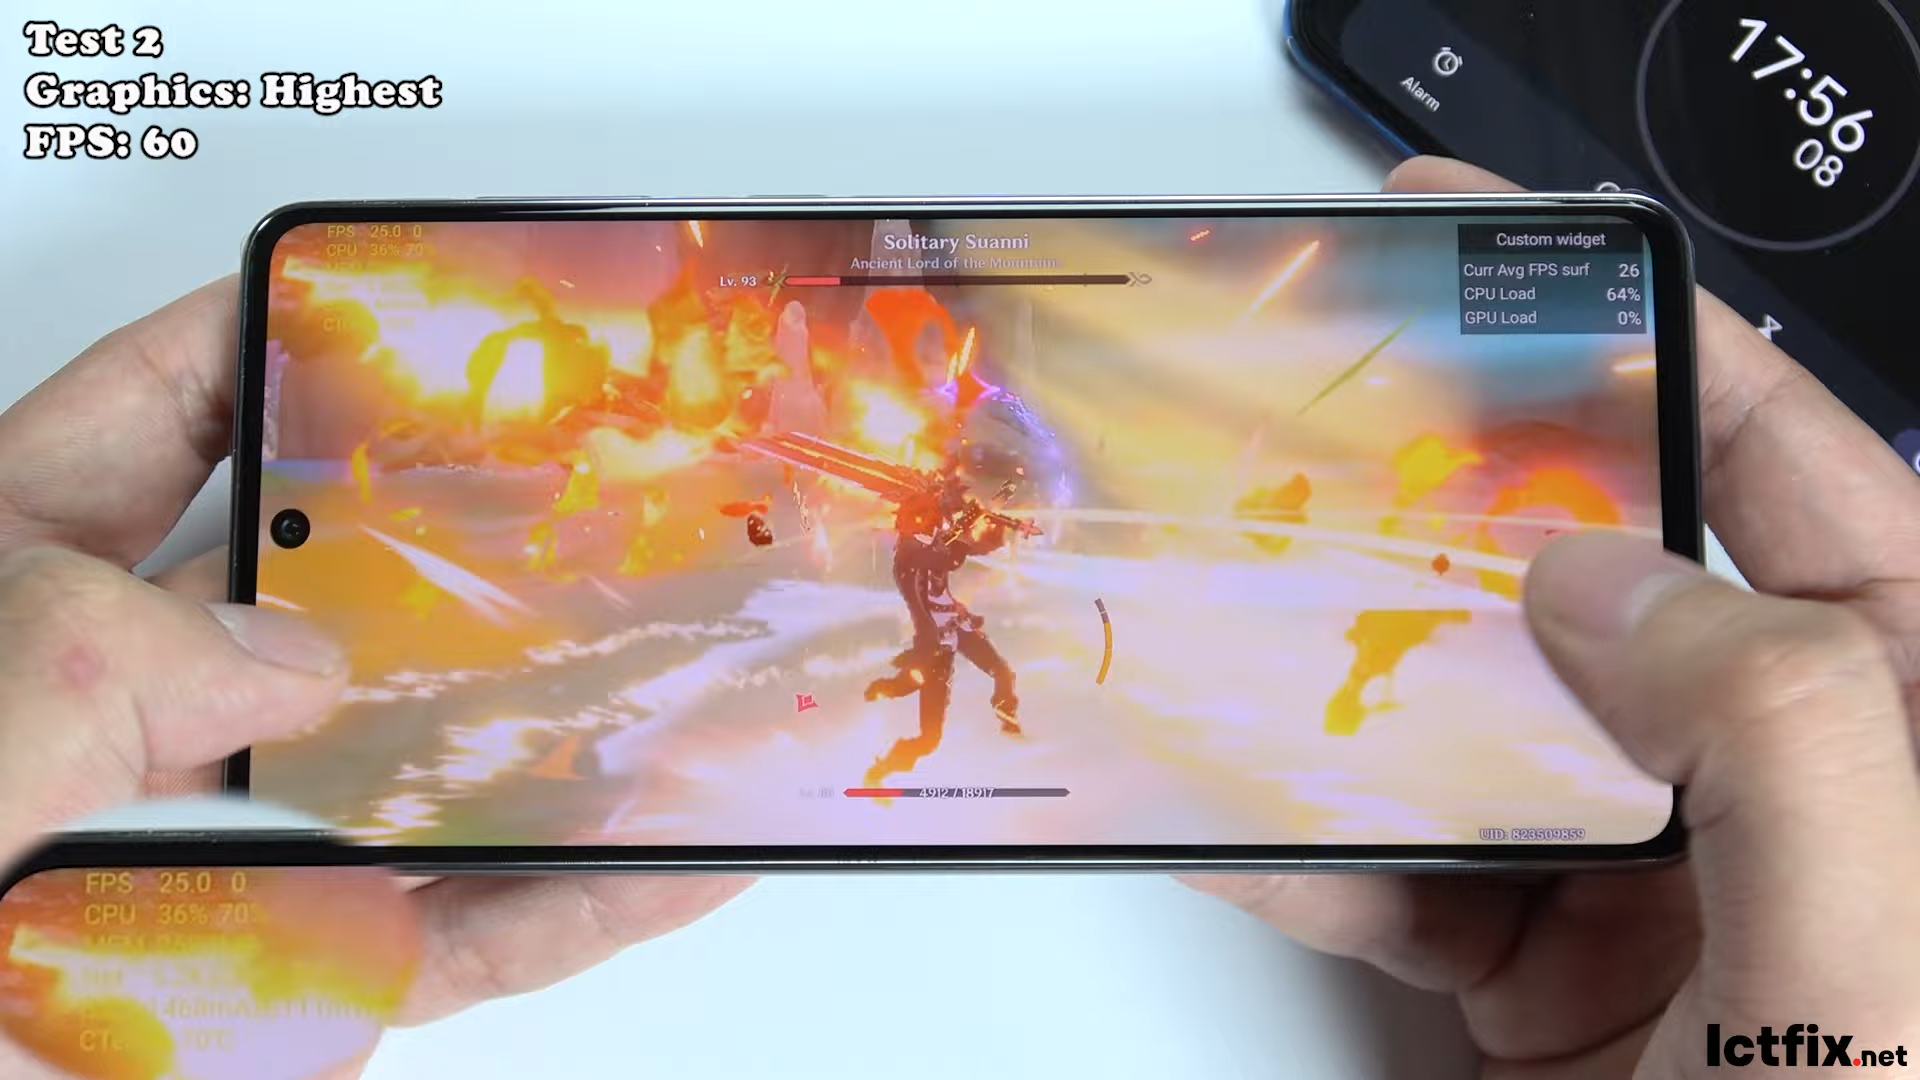 Test 2
Graphics: Highest
FPS: 60
Alarm
17:56
08
FPS 25.0 0
CPU 36% 70%
Solitary Suanni
Ancient Lord of the Mountain
Lv. 93
Custom widget
Curr Avg FPS surf 26
CPU Load 64%
GPU Load 0%
4912 / 18917
UID: 823509859
FPS 25.0 0
CPU 36% 70%
Ictfix.net